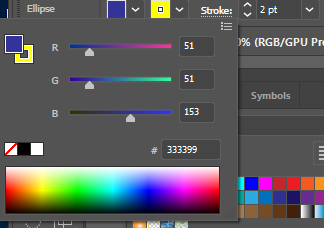 Ellipse Stroke: 2 pt
0% (RGB/GPU Pre
R 51
G 51
B 153
# 333399
Symbols